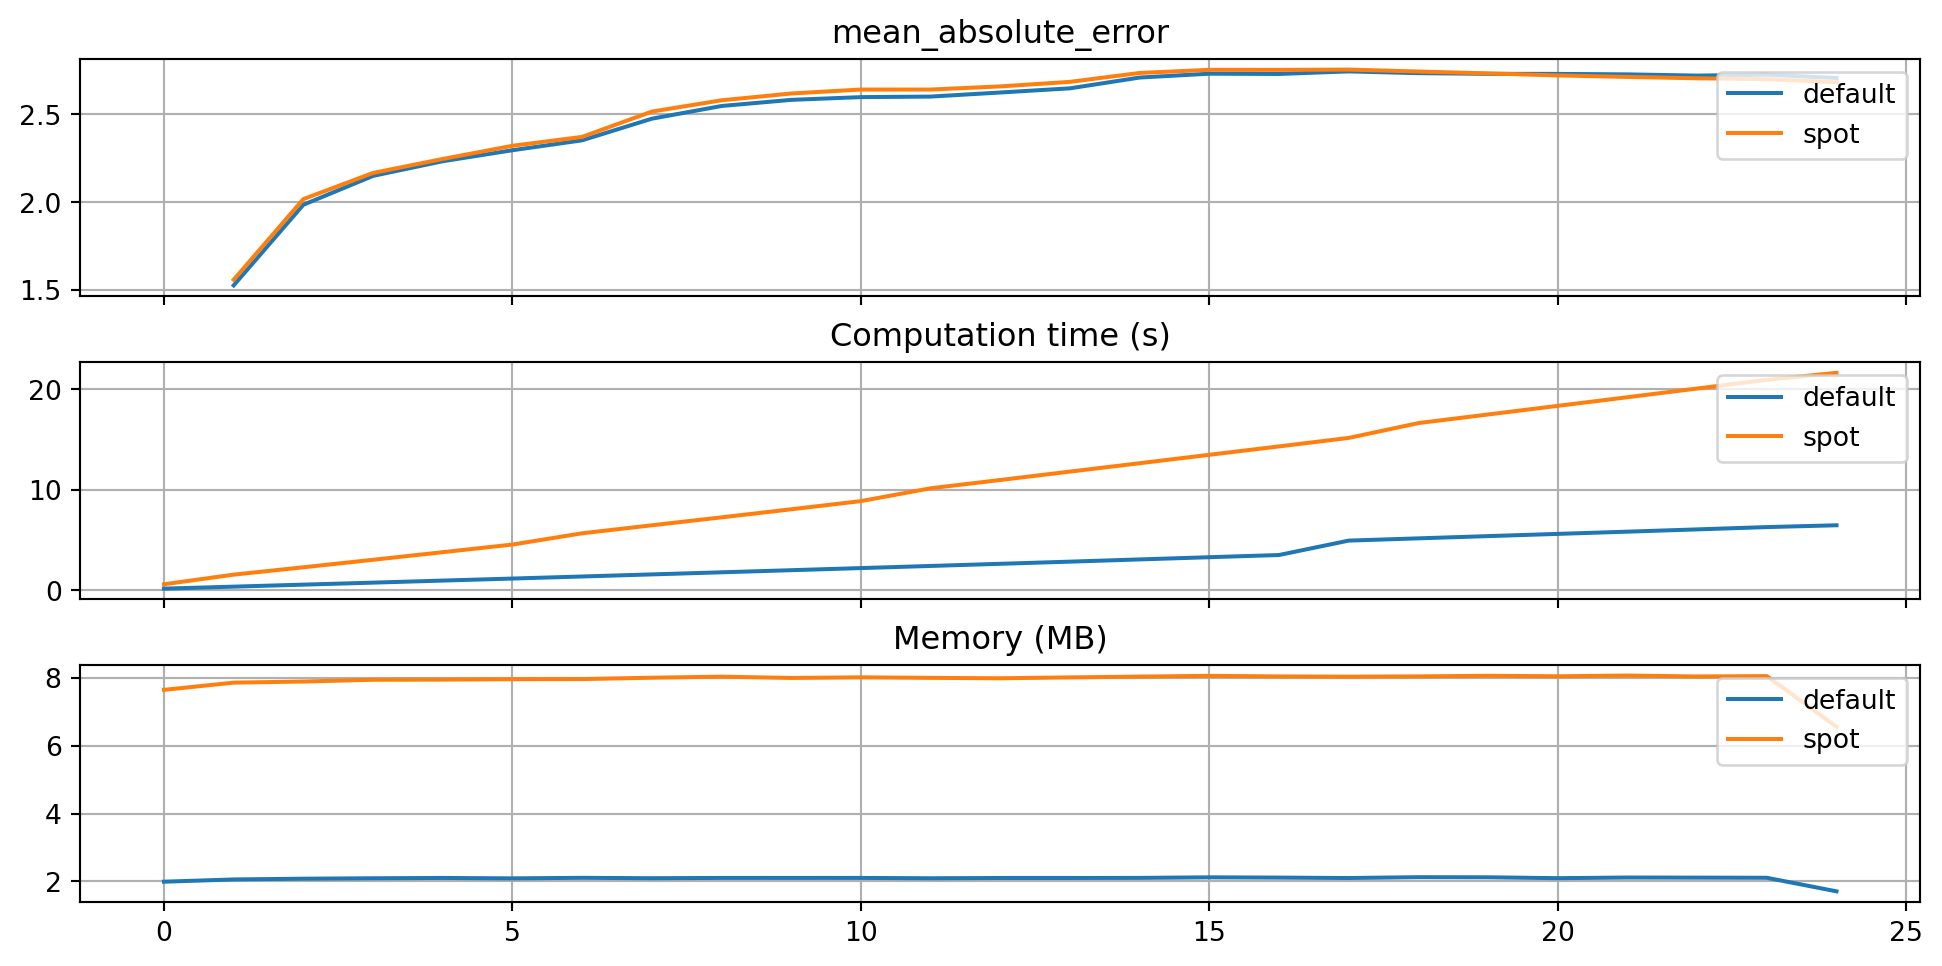 mean_absolute_error
2.5
2.0
1.5
default
spot
Computation time (s)
20
10
0
default
spot
Memory (MB)
8
6
4
2
default
spot
0 5 10 15 20 25